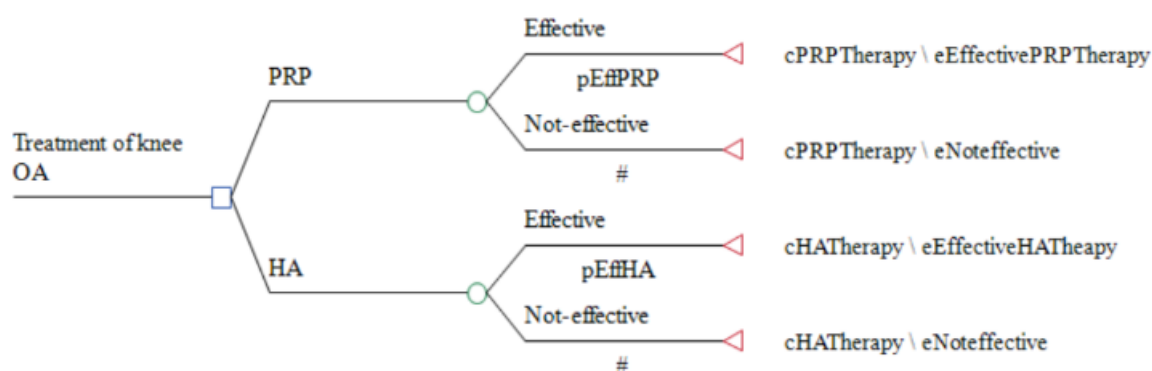 Treatment of knee
OA
PRP
Effective
pEffPRP
cPRPTherapy \ eEffectivePRPTherapy
Not-effective
#
cPRPTherapy \ eNoteffective
HA
Effective
pEffHA
cHATherapy \ eEffectiveHATheapy
Not-effective
#
cHATherapy \ eNoteffective